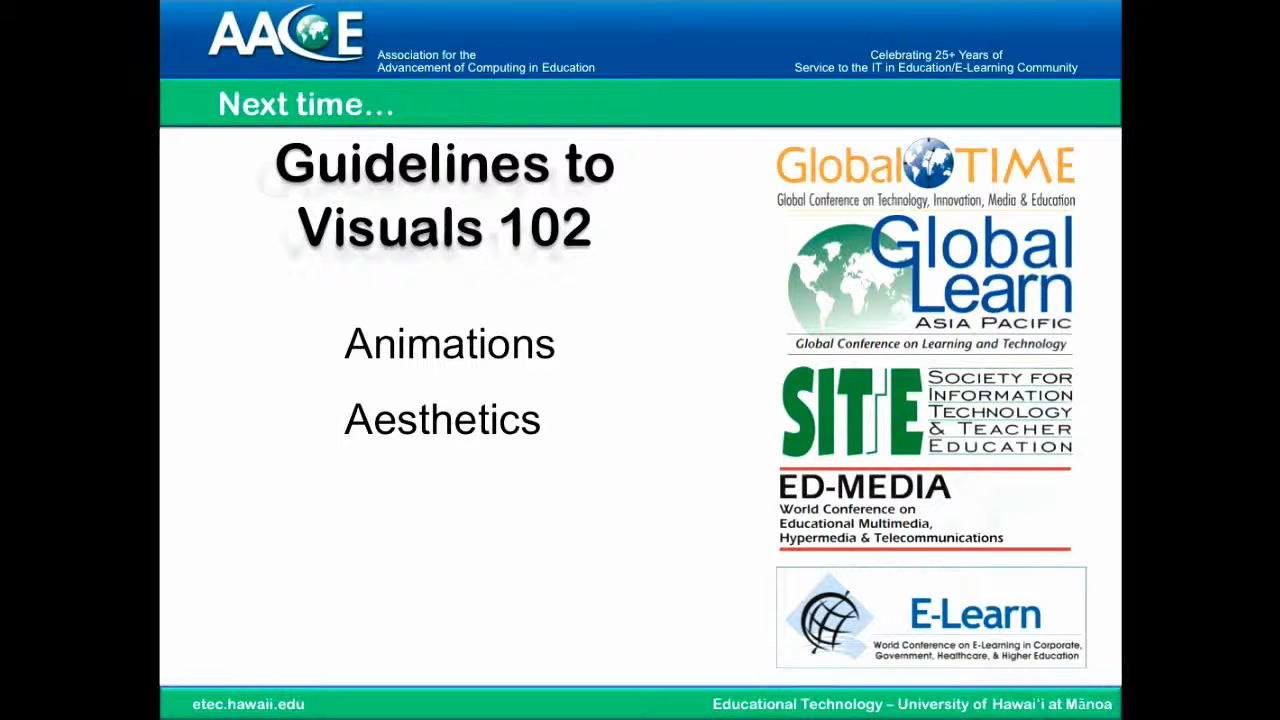 AACE
Association for the
Advancement of Computing in Education
Celebrating 25+ Years of
Service to the IT in Education/E-Learning Community
Next time…
Guidelines to
Visuals 102
Animations
Aesthetics
Global TIME
Global Conference on Technology, Innovation, Media & Education
Global
Learn
ASIA PACIFIC
Global Conference on Learning and Technology
SITE
SOCIETY FOR
INFORMATION
TECHNOLOGY
& TEACHER
EDUCATION
ED-MEDIA
World Conference on
Educational Multimedia,
Hypermedia & Telecommunications
E-Learn
World Conference on E-Learning in Corporate,
Government, Healthcare, & Higher Education
etec.hawaii.edu
Educational Technology – University of Hawaiʻi at Mānoa